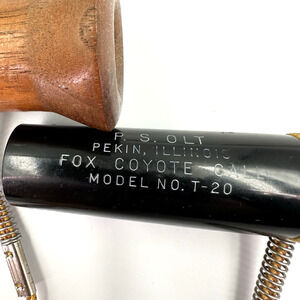 P. S. OLT
PEKIN, ILLINOIS
FOX COYOTE CALL
MODEL NO. T-20